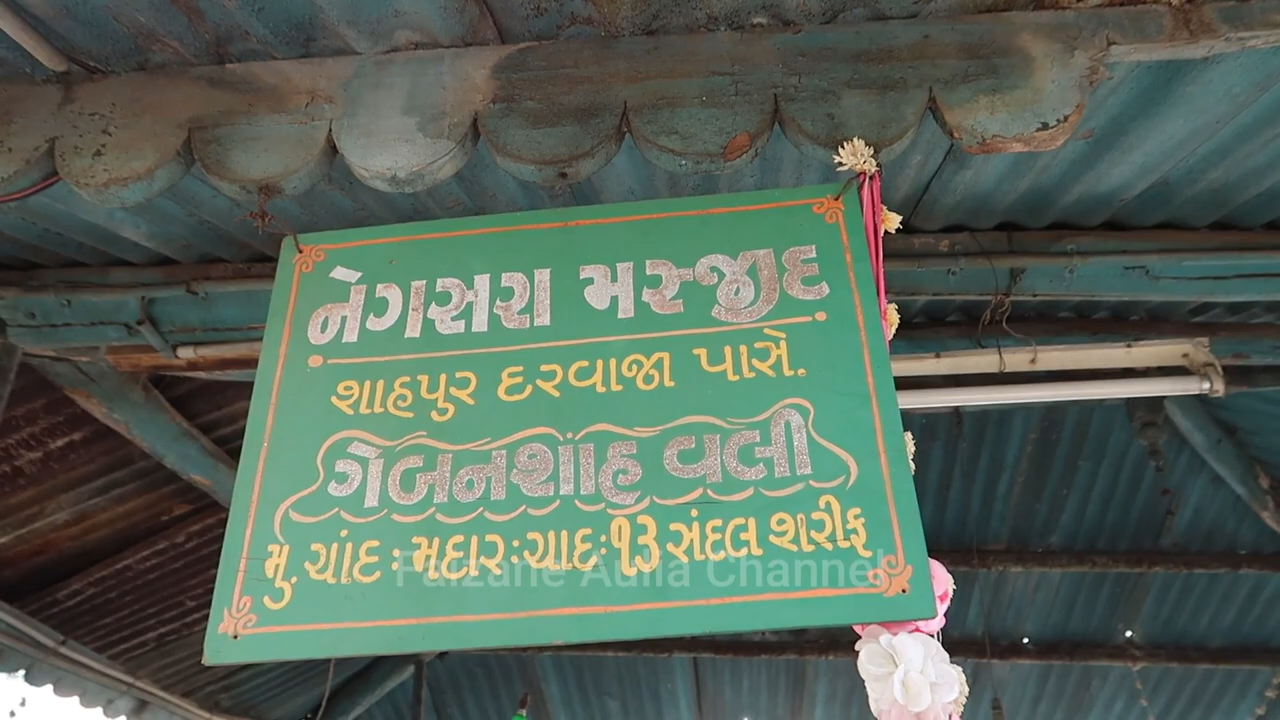 નેગસરા મસ્જીદ
શાહપુર દરવાજા પાસે.
ગેબનશાંહ વલી
મુ. ચાંદ : મદાર : ચાદ : ૧૩ સંદલ શરીફ
Faizane Aulia Channel